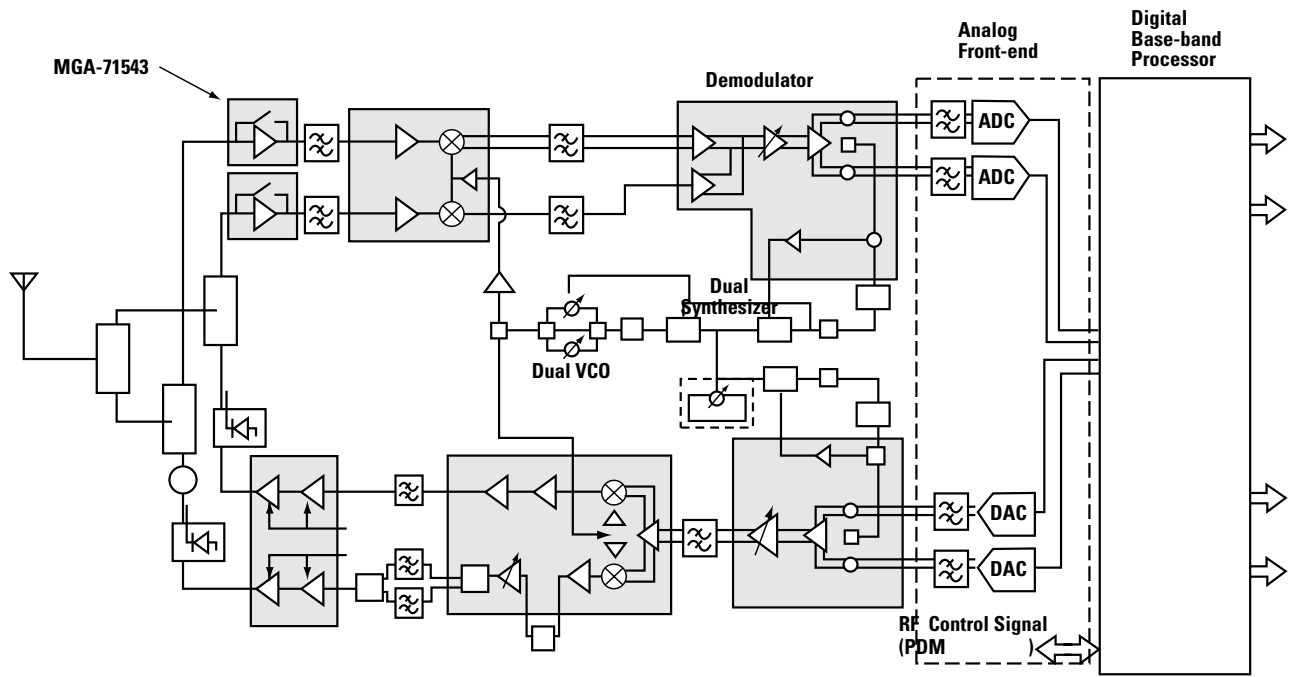 Digital
Base-band
Processor
Analog
Front-end
MGA-71543
Demodulator
ADC
ADC
Dual
Synthesizer
Dual VCO
DAC
DAC
RF Control Signal
(PDM )